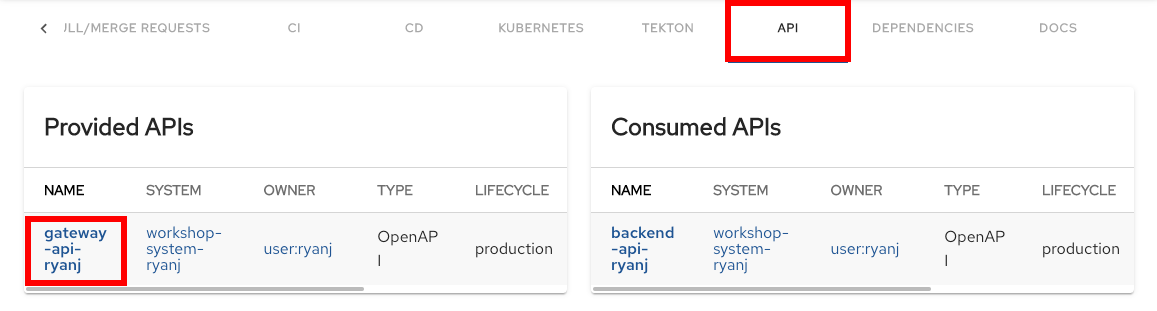 ULL/MERGE REQUESTS CI CD KUBERNETES TEKTON API DEPENDENCIES DOCS
Provided APIs
NAME SYSTEM OWNER TYPE LIFECYCLE
gateway
-api-
ryanj
workshop-
system-
ryanj
user:ryanj
OpenAP
I
production
Consumed APIs
NAME SYSTEM OWNER TYPE LIFECYCLE
backend
-api-
ryanj
workshop-
system-
ryanj
user:ryanj
OpenAP
I
production